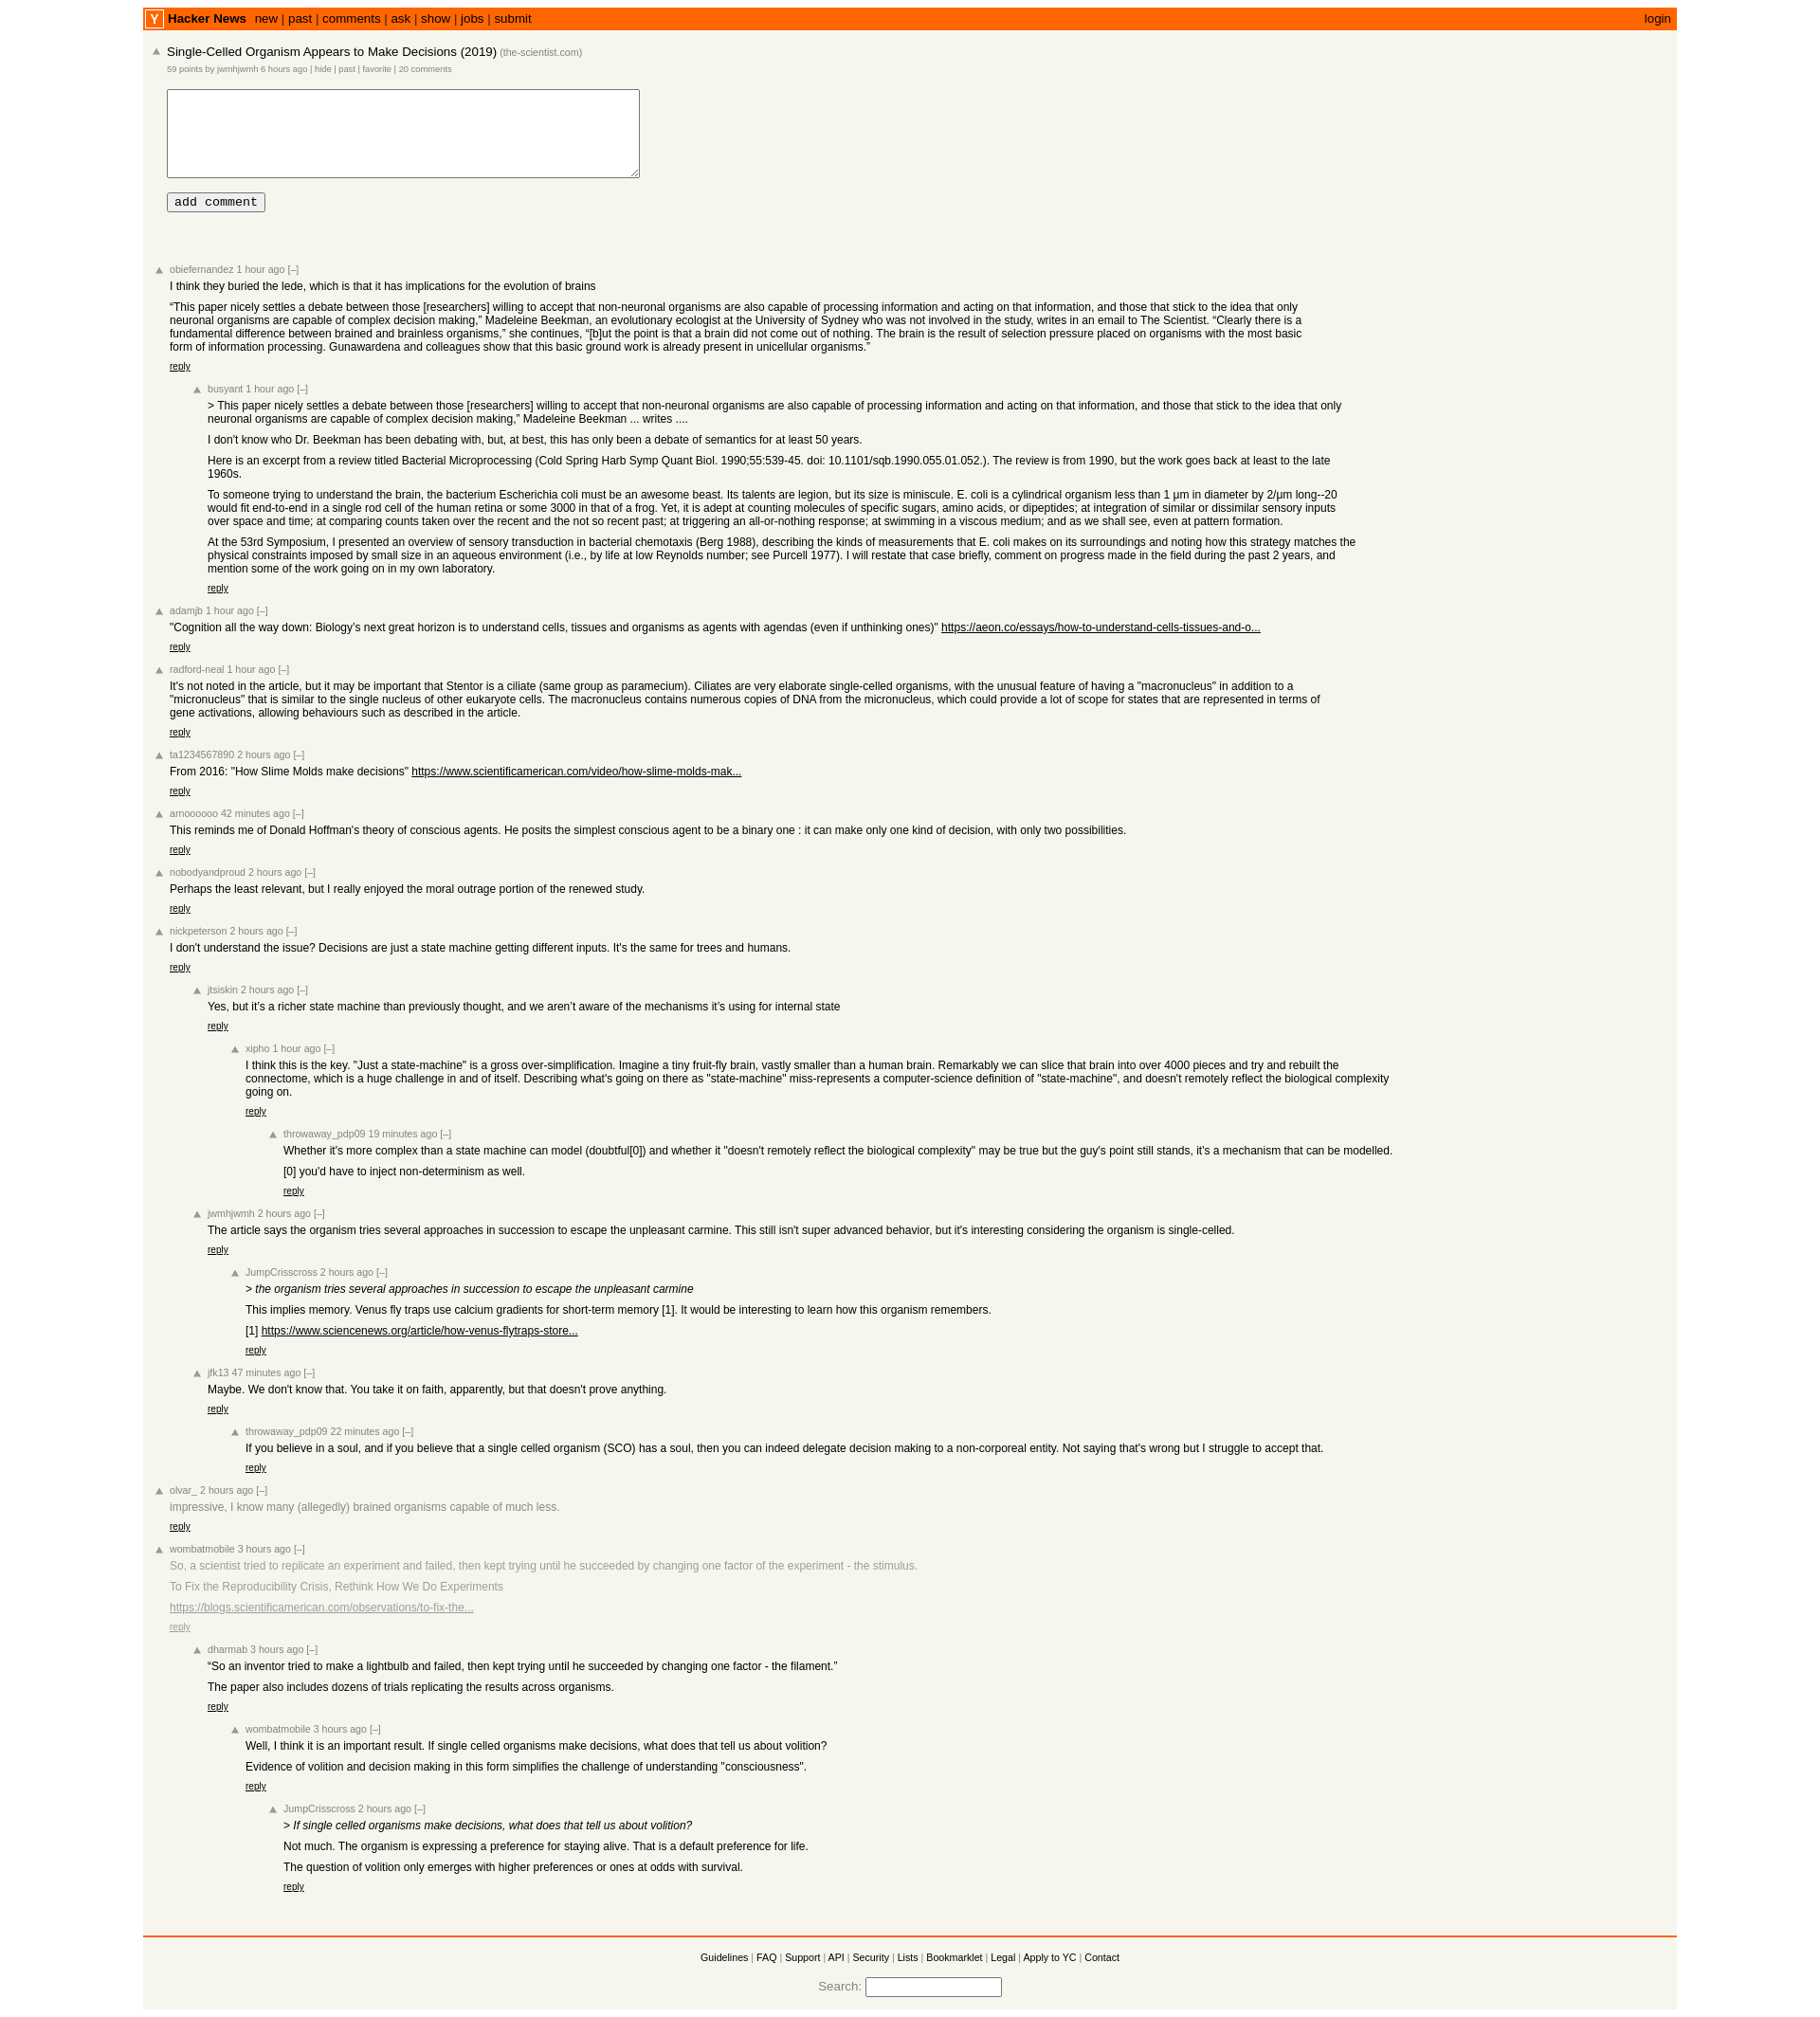 Y Hacker News new | past | comments | ask | show | jobs | submit login
Single-Celled Organism Appears to Make Decisions (2019) (the-scientist.com)
59 points by jwmhjwmh 6 hours ago | hide | past | favorite | 20 comments
add comment
obiefernandez 1 hour ago [–]
I think they buried the lede, which is that it has implications for the evolution of brains
“This paper nicely settles a debate between those [researchers] willing to accept that non-neuronal organisms are also capable of processing information and acting on that information, and those that stick to the idea that only
neuronal organisms are capable of complex decision making,” Madeleine Beekman, an evolutionary ecologist at the University of Sydney who was not involved in the study, writes in an email to The Scientist. “Clearly there is a
fundamental difference between brained and brainless organisms,” she continues, “[b]ut the point is that a brain did not come out of nothing. The brain is the result of selection pressure placed on organisms with the most basic
form of information processing. Gunawardena and colleagues show that this basic ground work is already present in unicellular organisms.”
reply
busyant 1 hour ago [–]
> This paper nicely settles a debate between those [researchers] willing to accept that non-neuronal organisms are also capable of processing information and acting on that information, and those that stick to the idea that only
neuronal organisms are capable of complex decision making,” Madeleine Beekman ... writes ....
I don't know who Dr. Beekman has been debating with, but, at best, this has only been a debate of semantics for at least 50 years.
Here is an excerpt from a review titled Bacterial Microprocessing (Cold Spring Harb Symp Quant Biol. 1990;55:539-45. doi: 10.1101/sqb.1990.055.01.052.). The review is from 1990, but the work goes back at least to the late
1960s.
To someone trying to understand the brain, the bacterium Escherichia coli must be an awesome beast. Its talents are legion, but its size is miniscule. E. coli is a cylindrical organism less than 1 μm in diameter by 2/μm long--20
would fit end-to-end in a single rod cell of the human retina or some 3000 in that of a frog. Yet, it is adept at counting molecules of specific sugars, amino acids, or dipeptides; at integration of similar or dissimilar sensory inputs
over space and time; at comparing counts taken over the recent and the not so recent past; at triggering an all-or-nothing response; at swimming in a viscous medium; and as we shall see, even at pattern formation.
At the 53rd Symposium, I presented an overview of sensory transduction in bacterial chemotaxis (Berg 1988), describing the kinds of measurements that E. coli makes on its surroundings and noting how this strategy matches the
physical constraints imposed by small size in an aqueous environment (i.e., by life at low Reynolds number; see Purcell 1977). I will restate that case briefly, comment on progress made in the field during the past 2 years, and
mention some of the work going on in my own laboratory.
reply
adamjb 1 hour ago [–]
"Cognition all the way down: Biology's next great horizon is to understand cells, tissues and organisms as agents with agendas (even if unthinking ones)" https://aeon.co/essays/how-to-understand-cells-tissues-and-o...
reply
radford-neal 1 hour ago [–]
It's not noted in the article, but it may be important that Stentor is a ciliate (same group as paramecium). Ciliates are very elaborate single-celled organisms, with the unusual feature of having a "macronucleus" in addition to a
"micronucleus" that is similar to the single nucleus of other eukaryote cells. The macronucleus contains numerous copies of DNA from the micronucleus, which could provide a lot of scope for states that are represented in terms of
gene activations, allowing behaviours such as described in the article.
reply
ta1234567890 2 hours ago [–]
From 2016: "How Slime Molds make decisions" https://www.scientificamerican.com/video/how-slime-molds-mak...
reply
arnoooooo 42 minutes ago [–]
This reminds me of Donald Hoffman's theory of conscious agents. He posits the simplest conscious agent to be a binary one : it can make only one kind of decision, with only two possibilities.
reply
nobodyandproud 2 hours ago [–]
Perhaps the least relevant, but I really enjoyed the moral outrage portion of the renewed study.
reply
nickpeterson 2 hours ago [–]
I don't understand the issue? Decisions are just a state machine getting different inputs. It's the same for trees and humans.
reply
jtsiskin 2 hours ago [–]
Yes, but it’s a richer state machine than previously thought, and we aren’t aware of the mechanisms it’s using for internal state
reply
xipho 1 hour ago [–]
I think this is the key. "Just a state-machine" is a gross over-simplification. Imagine a tiny fruit-fly brain, vastly smaller than a human brain. Remarkably we can slice that brain into over 4000 pieces and try and rebuilt the
connectome, which is a huge challenge in and of itself. Describing what's going on there as "state-machine" miss-represents a computer-science definition of "state-machine", and doesn't remotely reflect the biological complexity
going on.
reply
throwaway_pdp09 19 minutes ago [–]
Whether it's more complex than a state machine can model (doubtful[0]) and whether it "doesn't remotely reflect the biological complexity" may be true but the guy's point still stands, it's a mechanism that can be modelled.
[0] you'd have to inject non-determinism as well.
reply
jwmhjwmh 2 hours ago [–]
The article says the organism tries several approaches in succession to escape the unpleasant carmine. This still isn't super advanced behavior, but it's interesting considering the organism is single-celled.
reply
JumpCrisscross 2 hours ago [–]
> the organism tries several approaches in succession to escape the unpleasant carmine
This implies memory. Venus fly traps use calcium gradients for short-term memory [1]. It would be interesting to learn how this organism remembers.
[1] https://www.sciencenews.org/article/how-venus-flytraps-store...
reply
jfk13 47 minutes ago [–]
Maybe. We don't know that. You take it on faith, apparently, but that doesn't prove anything.
reply
throwaway_pdp09 22 minutes ago [–]
If you believe in a soul, and if you believe that a single celled organism (SCO) has a soul, then you can indeed delegate decision making to a non-corporeal entity. Not saying that's wrong but I struggle to accept that.
reply
olvar_ 2 hours ago [–]
impressive, I know many (allegedly) brained organisms capable of much less.
reply
wombatmobile 3 hours ago [–]
So, a scientist tried to replicate an experiment and failed, then kept trying until he succeeded by changing one factor of the experiment - the stimulus.
To Fix the Reproducibility Crisis, Rethink How We Do Experiments
https://blogs.scientificamerican.com/observations/to-fix-the...
reply
dharmab 3 hours ago [–]
“So an inventor tried to make a lightbulb and failed, then kept trying until he succeeded by changing one factor - the filament.”
The paper also includes dozens of trials replicating the results across organisms.
reply
wombatmobile 3 hours ago [–]
Well, I think it is an important result. If single celled organisms make decisions, what does that tell us about volition?
Evidence of volition and decision making in this form simplifies the challenge of understanding "consciousness".
reply
JumpCrisscross 2 hours ago [–]
> If single celled organisms make decisions, what does that tell us about volition?
Not much. The organism is expressing a preference for staying alive. That is a default preference for life.
The question of volition only emerges with higher preferences or ones at odds with survival.
reply
Guidelines | FAQ | Support | API | Security | Lists | Bookmarklet | Legal | Apply to YC | Contact
Search: